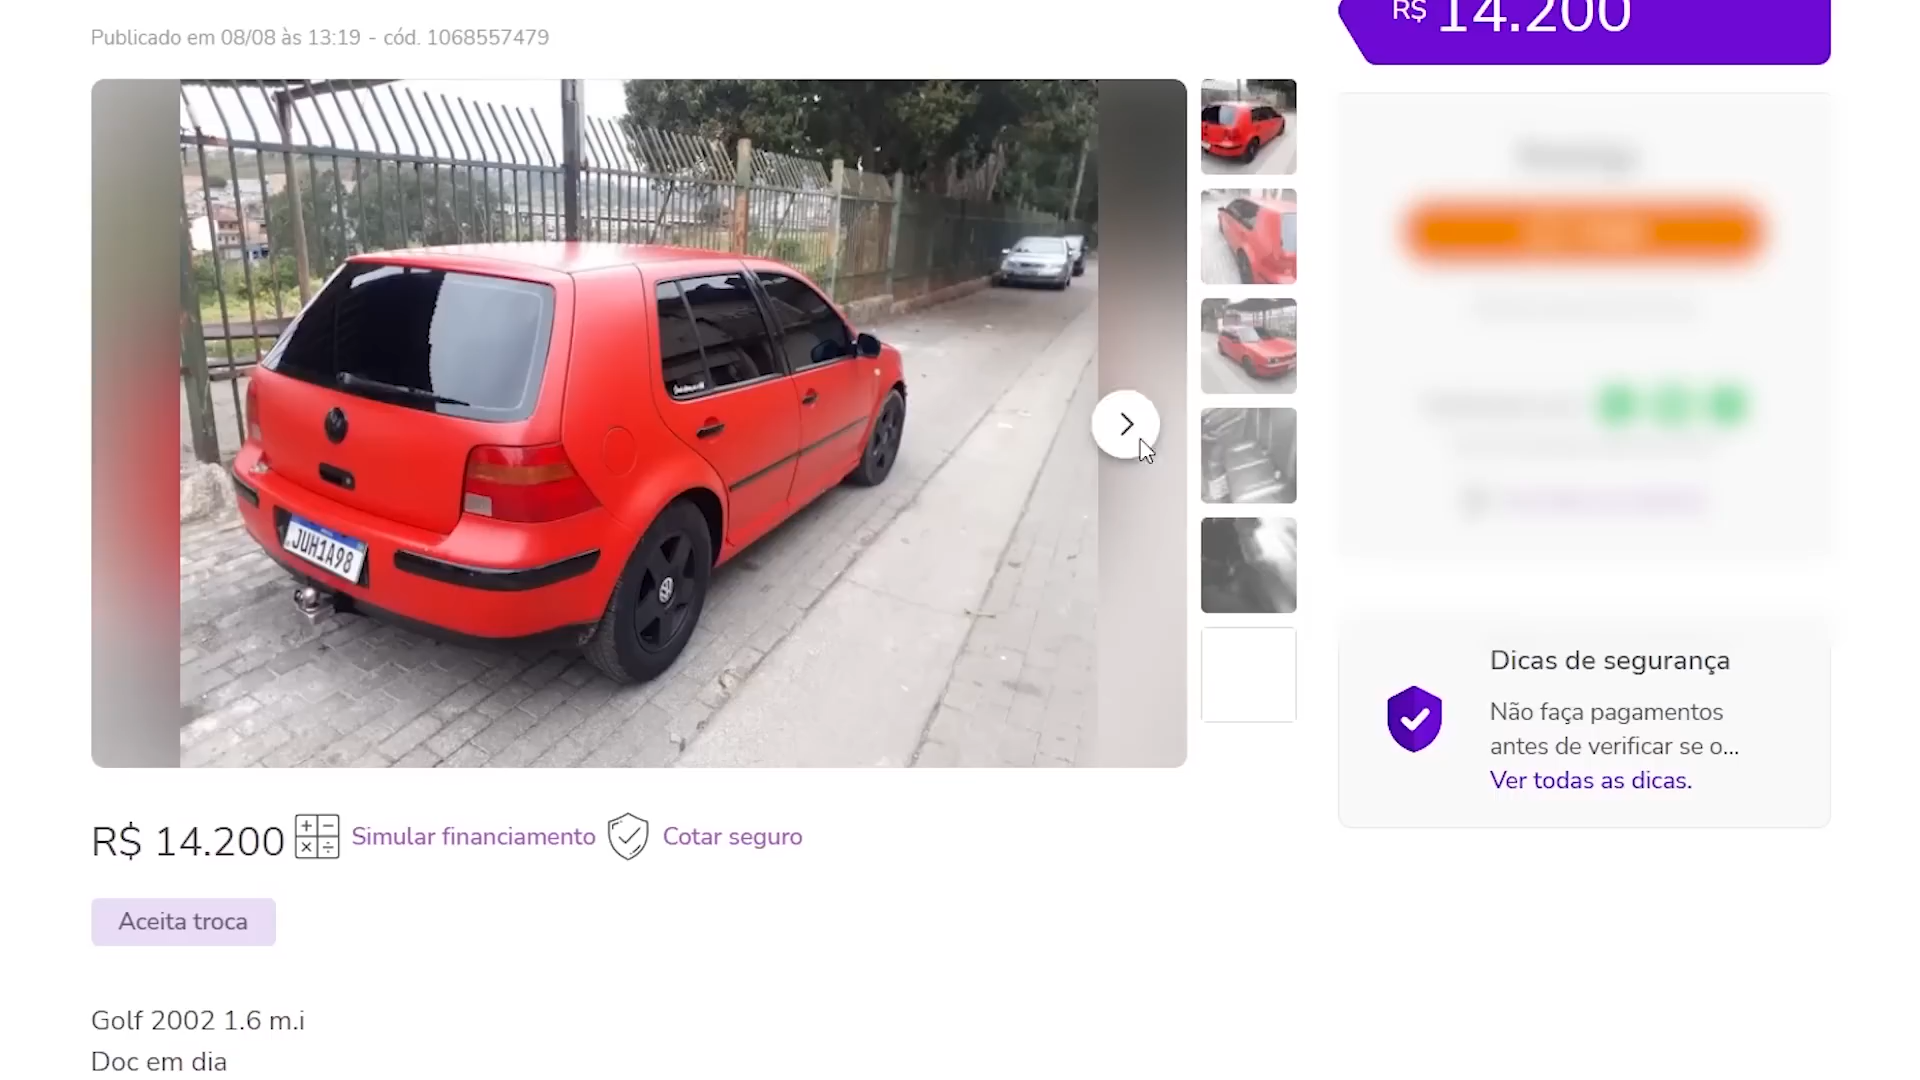 Publicado em 08/08 às 13:19 - cód. 1068557479
R$ 14.200
JUH1A98
Dicas de segurança
Não faça pagamentos
antes de verificar se o...
Ver todas as dicas.
R$ 14.200
Simular financiamento
Cotar seguro
Aceita troca
Golf 2002 1.6 m.i
Doc em dia